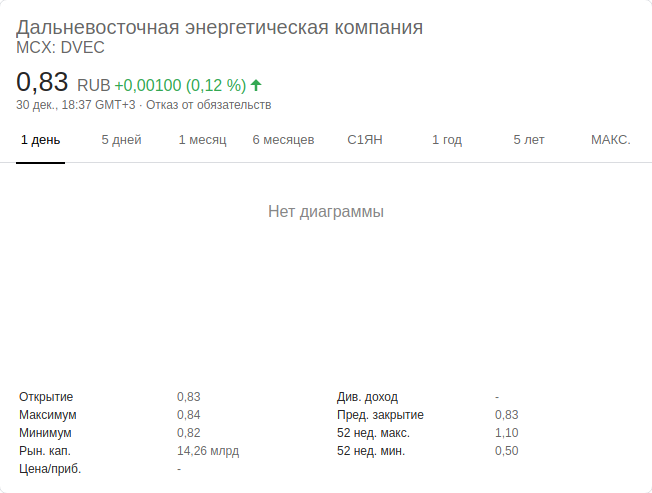 Дальневосточная энергетическая компания
MCX: DVEC
0,83 RUB +0,00100 (0,12 %)
30 дек., 18:37 GMT+3 · Отказ от обязательств
1 день 5 дней 1 месяц 6 месяцев С1ЯН 1 год 5 лет МАКС.
Нет диаграммы
Открытие 0,83 Див. доход -
Максимум 0,84 Пред. закрытие 0,83
Минимум 0,82 52 нед. макс. 1,10
Рын. кап. 14,26 млрд 52 нед. мин. 0,50
Цена/приб. -